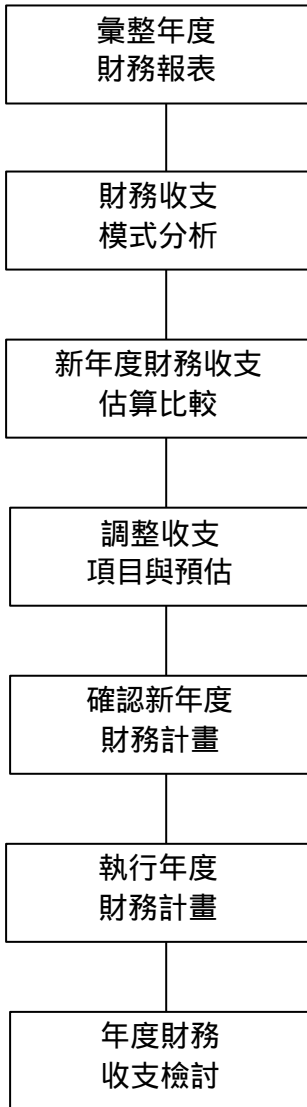 彙整年度
財務報表
財務收支
模式分析
新年度財務收支
估算比較
調整收支
項目與預估
確認新年度
財務計畫
執行年度
財務計畫
年度財務
收支檢討